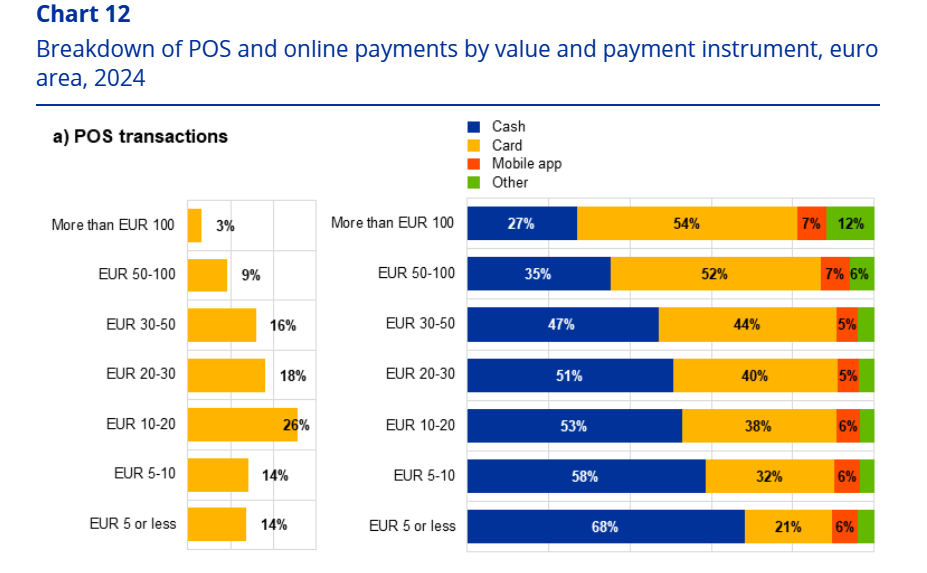 Chart 12
Breakdown of POS and online payments by value and payment instrument, euro
area, 2024
a) POS transactions
Cash
Card
Mobile app
Other
More than EUR 100 3%
EUR 50-100 9%
EUR 30-50 16%
EUR 20-30 18%
EUR 10-20 26%
EUR 5-10 14%
EUR 5 or less 14%
More than EUR 100 27% 54% 7% 12%
EUR 50-100 35% 52% 7% 6%
EUR 30-50 47% 44% 5%
EUR 20-30 51% 40% 5%
EUR 10-20 53% 38% 6%
EUR 5-10 58% 32% 6%
EUR 5 or less 68% 21% 6%